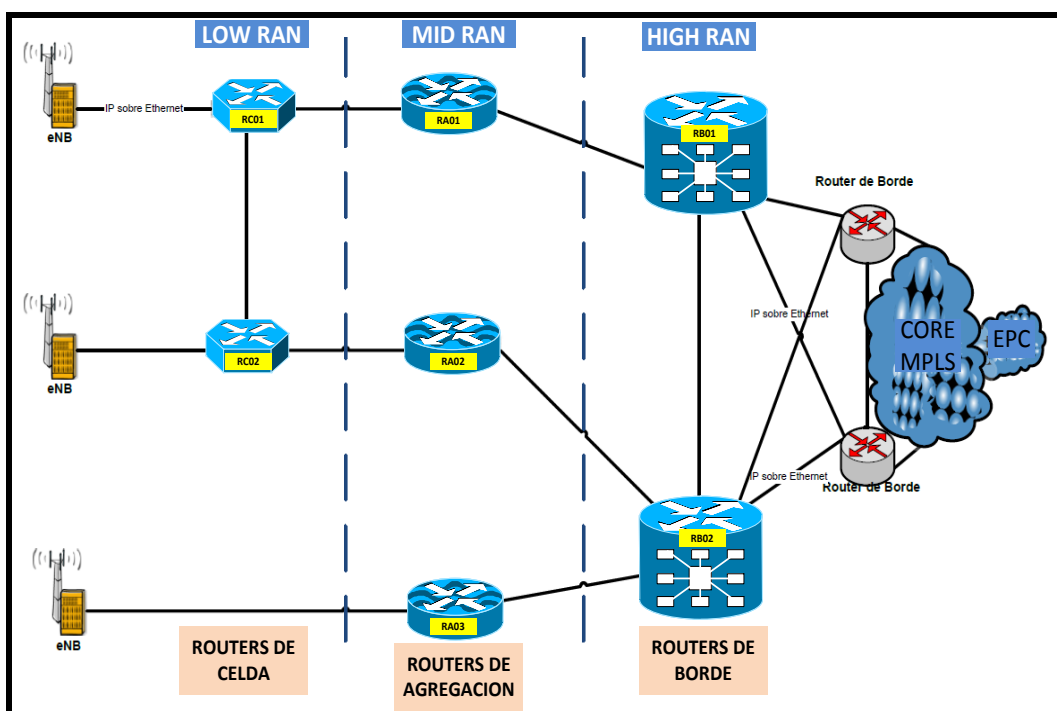 LOW RAN
MID RAN
HIGH RAN
eNB
IP sobre Ethernet
RC01
RA01
RB01
Router de Borde
eNB
RC02
RA02
IP sobre Ethernet
CORE
MPLS
EPC
IP sobre Ethernet
Router de Borde
RB02
eNB
RA03
ROUTERS DE
CELDA
ROUTERS DE
AGREGACION
ROUTERS DE
BORDE